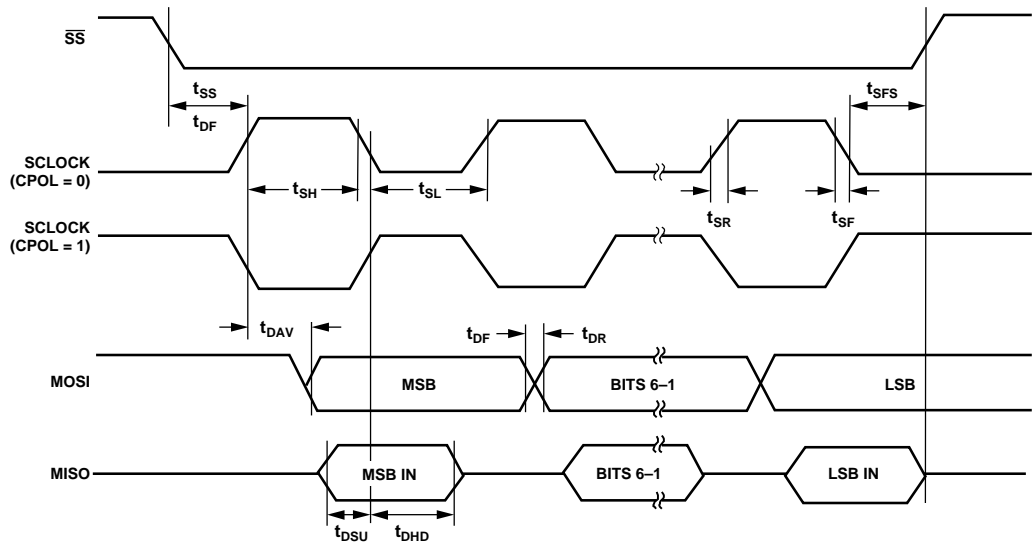 SS
tSS
tSFS
tDF
SCLOCK
(CPOL = 0)
tSH
tSL
tSR
tSF
SCLOCK
(CPOL = 1)
tDAV
tDF
tDR
MOSI
MSB
BITS 6–1
LSB
MISO
MSB IN
BITS 6–1
LSB IN
tDSU
tDHD